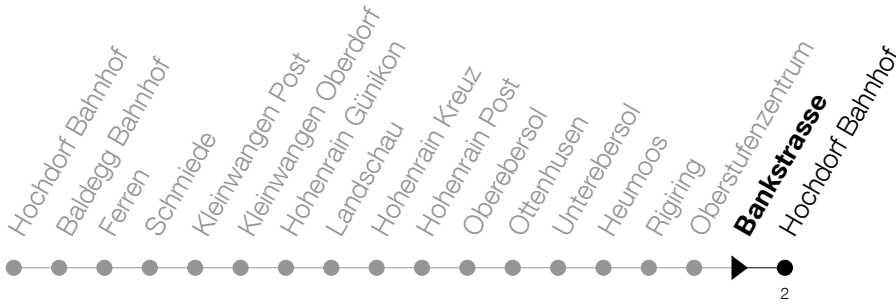 Hochdorf Bahnhof
Baldegg Bahnhof
Ferren
Schmiede
Kleinwangen Post
Kleinwangen Oberdorf
Hohenrain Günikon
Landschau
Hohenrain Kreuz
Hohenrain Post
Oberebersol
Ottenhusen
Unterebersol
Heumoos
Rigiring
Oberstufenzentrum
Bankstrasse
Hochdorf Bahnhof
2